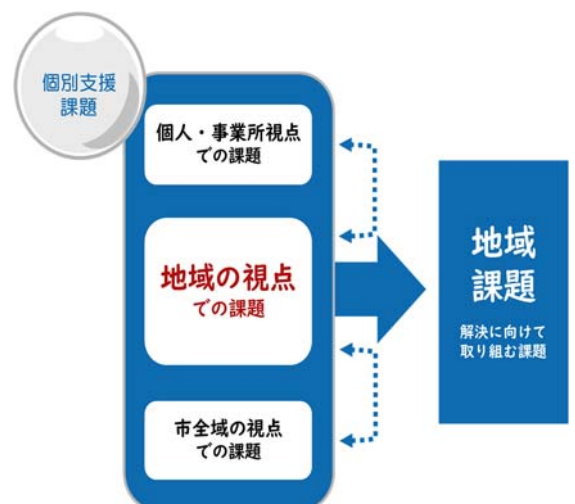 個別支援
課題
個人・事業所視点
での課題
地域の視点
での課題
市全域の視点
での課題
地域
課題
解決に向けて
取り組む課題